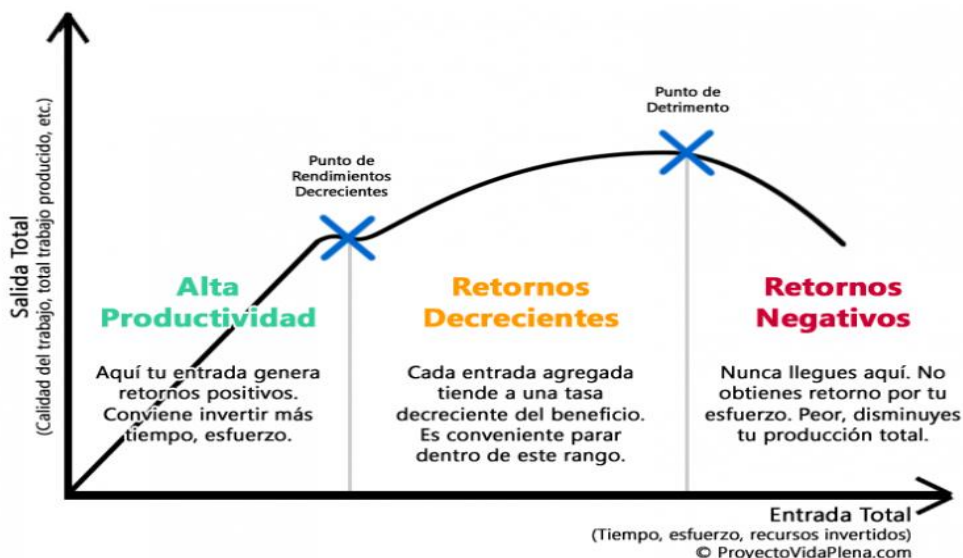 Salida Total
(Calidad del trabajo, total trabajo producido, etc.)
Punto de
Rendimientos
Decrecientes
Punto de
Detrimento
Alta
Productividad
Aquí tu entrada genera
retornos positivos.
Conviene invertir más
tiempo, esfuerzo.
Retornos
Decrecientes
Cada entrada agregada
tiende a una tasa
decreciente del beneficio.
Es conveniente parar
dentro de este rango.
Retornos
Negativos
Nunca llegues aquí. No
obtienes retorno por tu
esfuerzo. Peor, disminuyes
tu producción total.
Entrada Total
(Tiempo, esfuerzo, recursos invertidos)
© ProyectoVidaPlena.com